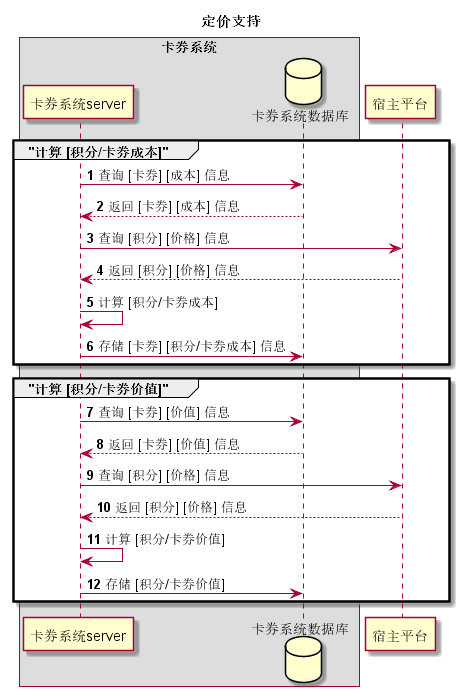 定价支持
卡券系统
卡券系统server
卡券系统数据库
宿主平台
"计算 [积分/卡券成本]"
1 查询 [卡券] [成本] 信息
2 返回 [卡券] [成本] 信息
3 查询 [积分] [价格] 信息
4 返回 [积分] [价格] 信息
5 计算 [积分/卡券成本]
6 存储 [卡券] [积分/卡券成本] 信息
"计算 [积分/卡券价值]"
7 查询 [卡券] [价值] 信息
8 返回 [卡券] [价值] 信息
9 查询 [积分] [价格] 信息
10 返回 [积分] [价格] 信息
11 计算 [积分/卡券价值]
12 存储 [积分/卡券价值]
卡券系统server
卡券系统数据库
宿主平台